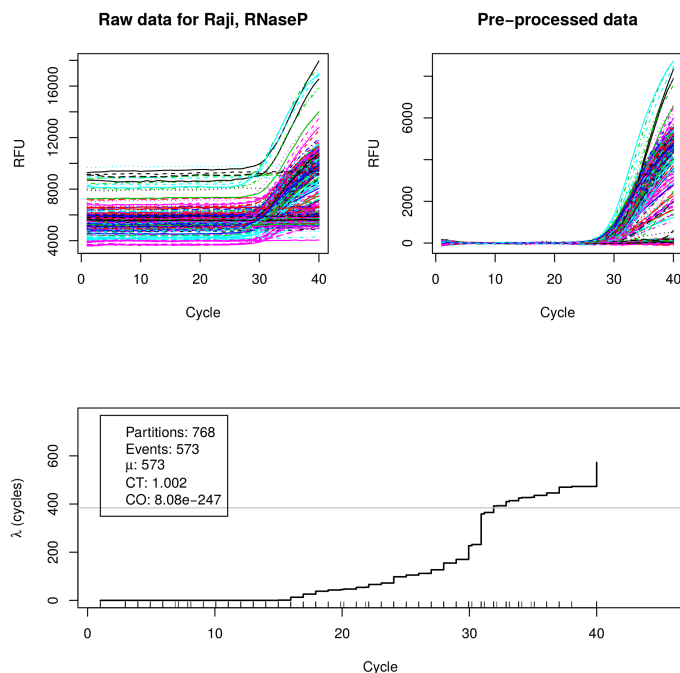 Raw data for Raji, RNaseP
Pre−processed data
RFU
4000 8000 12000 16000
0 10 20 30 40
Cycle
RFU
0 2000 6000
0 10 20 30 40
Cycle
Partitions: 768
Events: 573
μ: 573
CT: 1.002
CO: 8.08e−247
λ (cycles)
0 200 400 600
0 10 20 30 40
Cycle